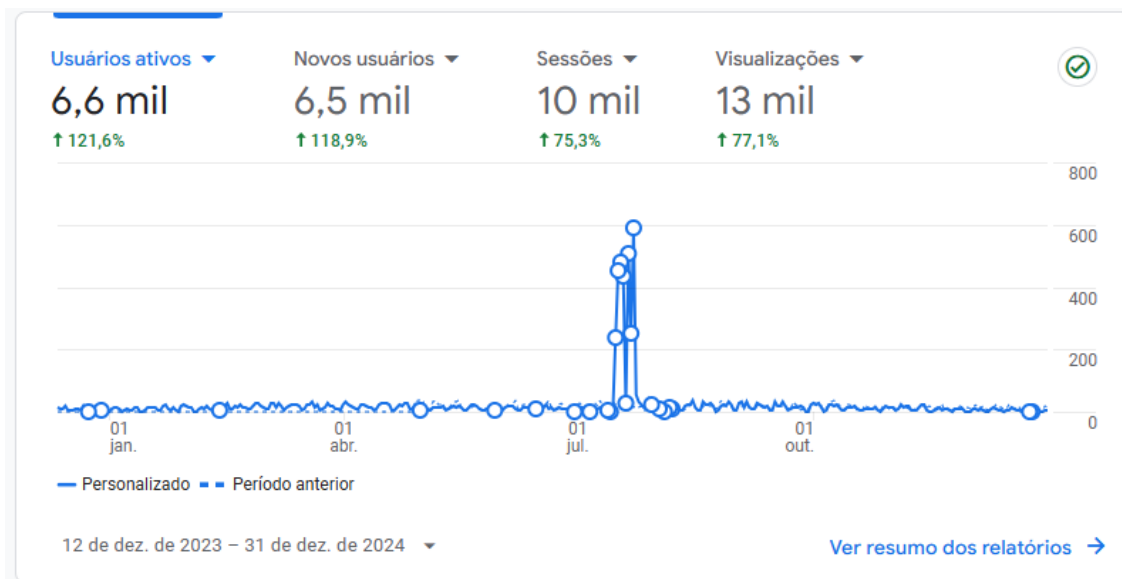 Usuários ativos Novos usuários Sessões Visualizações
6,6 mil 6,5 mil 10 mil 13 mil
↑ 121,6% ↑ 118,9% ↑ 75,3% ↑ 77,1%
800
600
400
200
0
01 01 01 01
jan. abr. jul. out.
Personalizado Período anterior
12 de dez. de 2023 – 31 de dez. de 2024
Ver resumo dos relatórios →